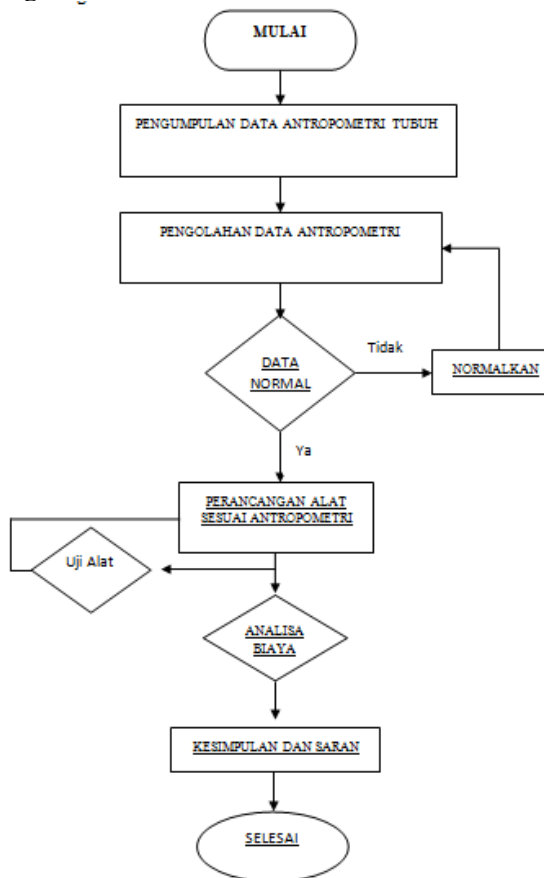 MULAI
PENGUMPULAN DATA ANTROPOMETRI TUBUH
PENGOLAHAN DATA ANTROPOMETRI
DATA
NORMAL
Tidak
NORMALKAN
Ya
PERANCANGAN ALAT
SESUAI ANTROPOMETRI
Uji Alat
ANALISA
BIAYA
KESIMPULAN DAN SARAN
SELESAI